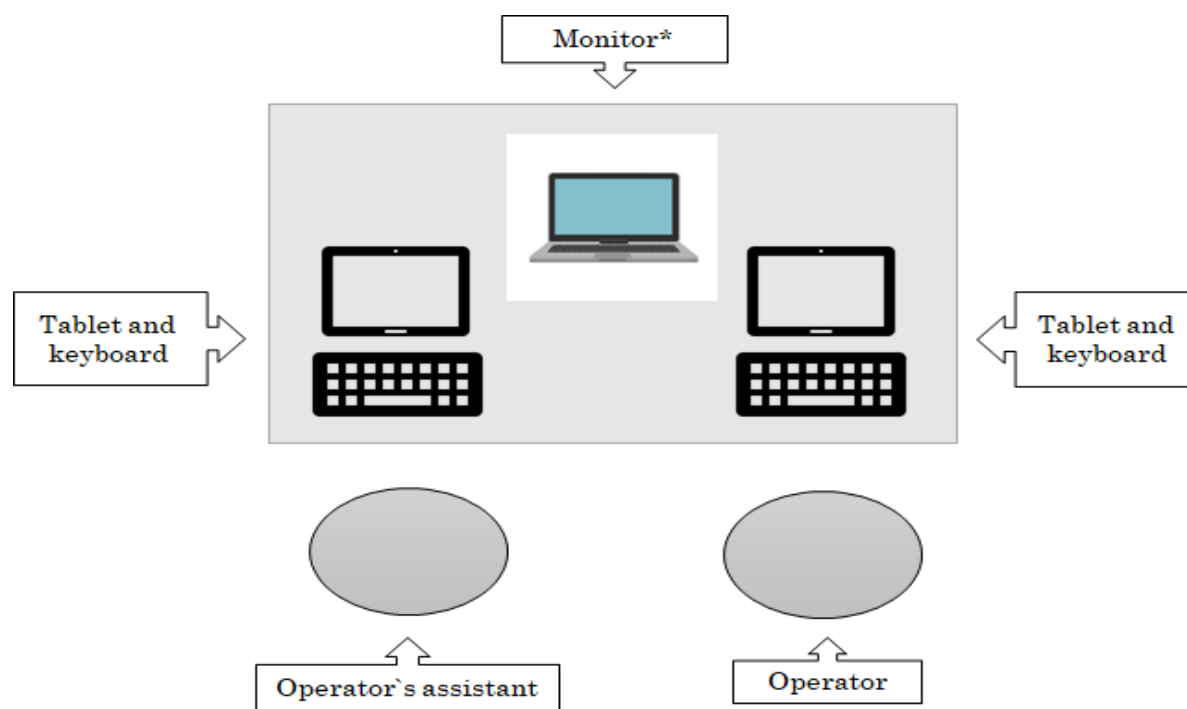 Monitor*
Tablet and
keyboard
Tablet and
keyboard
Operator`s assistant
Operator